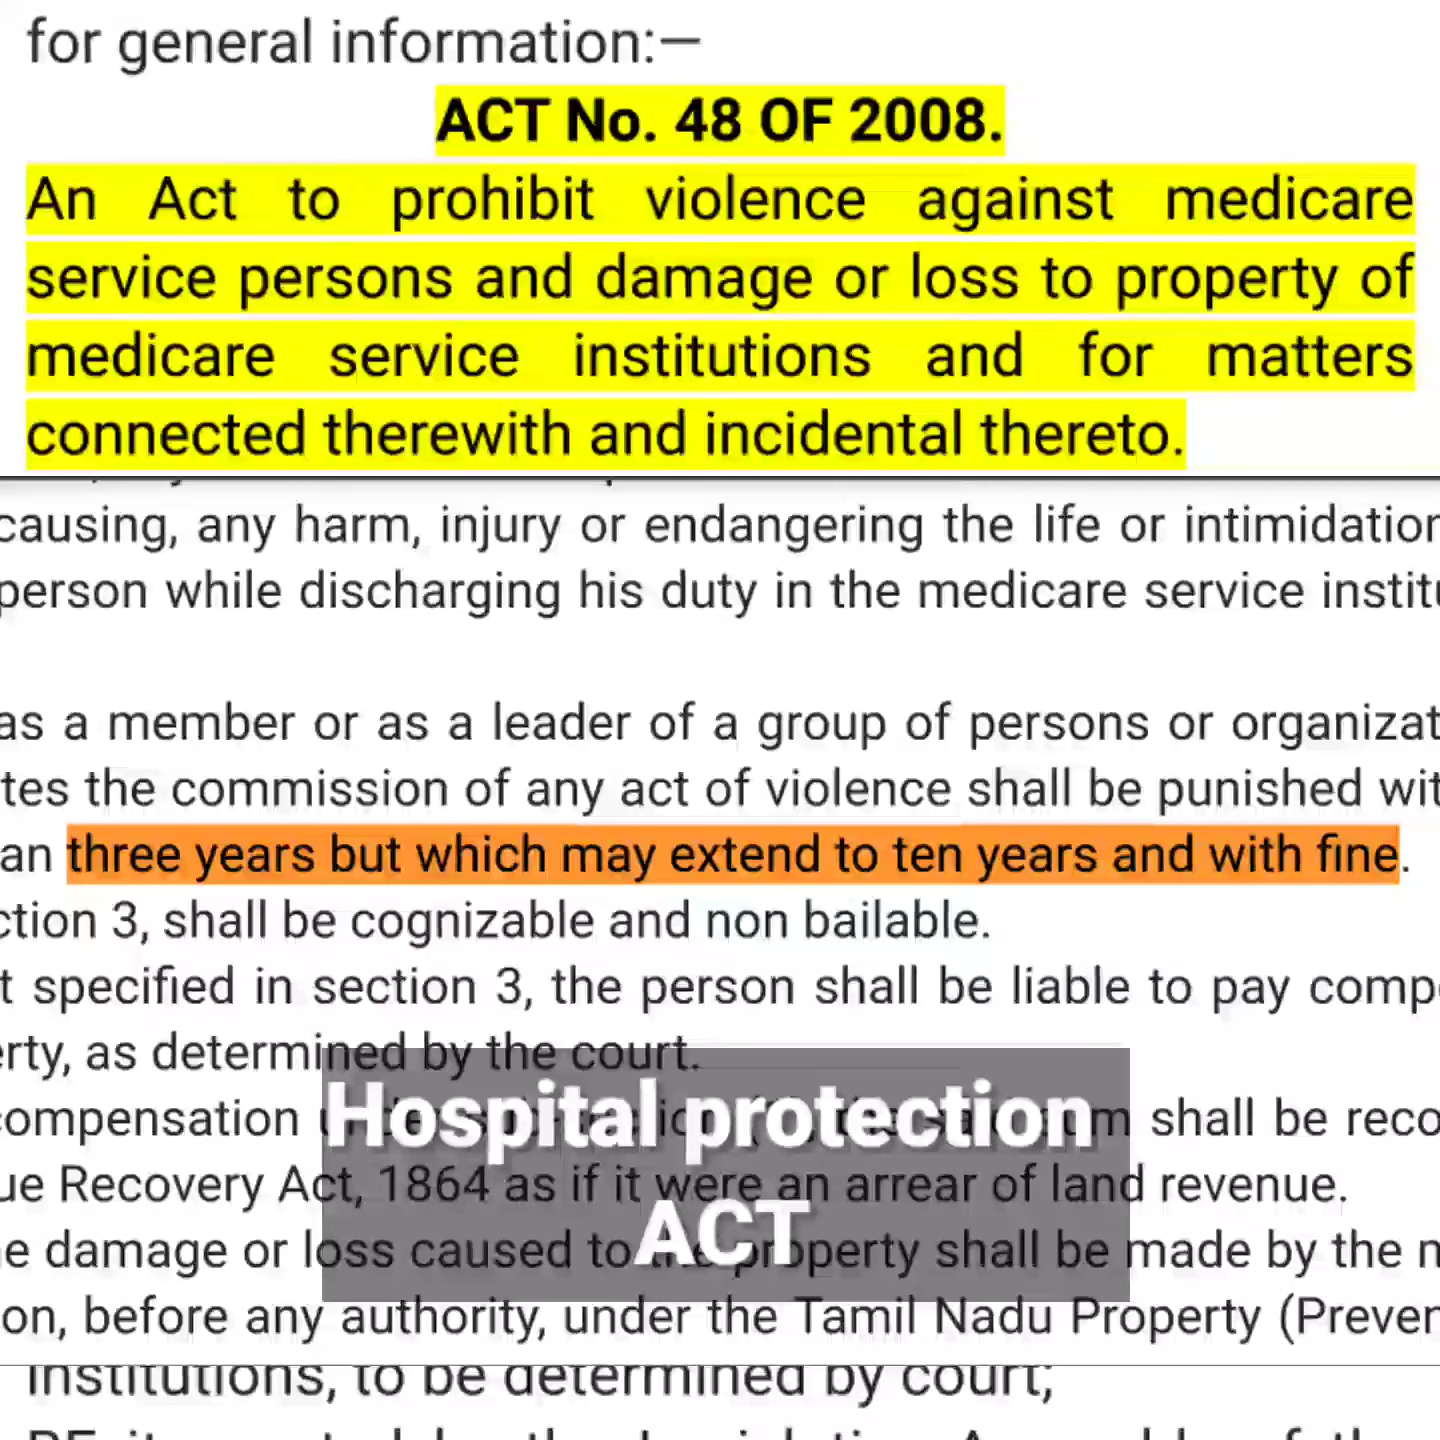 for general information:—
ACT No. 48 OF 2008.
An Act to prohibit violence against medicare
service persons and damage or loss to property of
medicare service institutions and for matters
connected therewith and incidental thereto.
causing, any harm, injury or endangering the life or intimidation
person while discharging his duty in the medicare service institu
as a member or as a leader of a group of persons or organizat
tes the commission of any act of violence shall be punished wit
an three years but which may extend to ten years and with fine.
ction 3, shall be cognizable and non bailable.
t specified in section 3, the person shall be liable to pay comp
erty, as determined by the court.
compensation shall be reco
Hospital protection
ue Recovery Act, 1864 as if it were an arrear of land revenue.
ACT
e damage or loss caused to the property shall be made by the
on, before any authority, under the Tamil Nadu Property (Preven
institutions, to be determined by court;